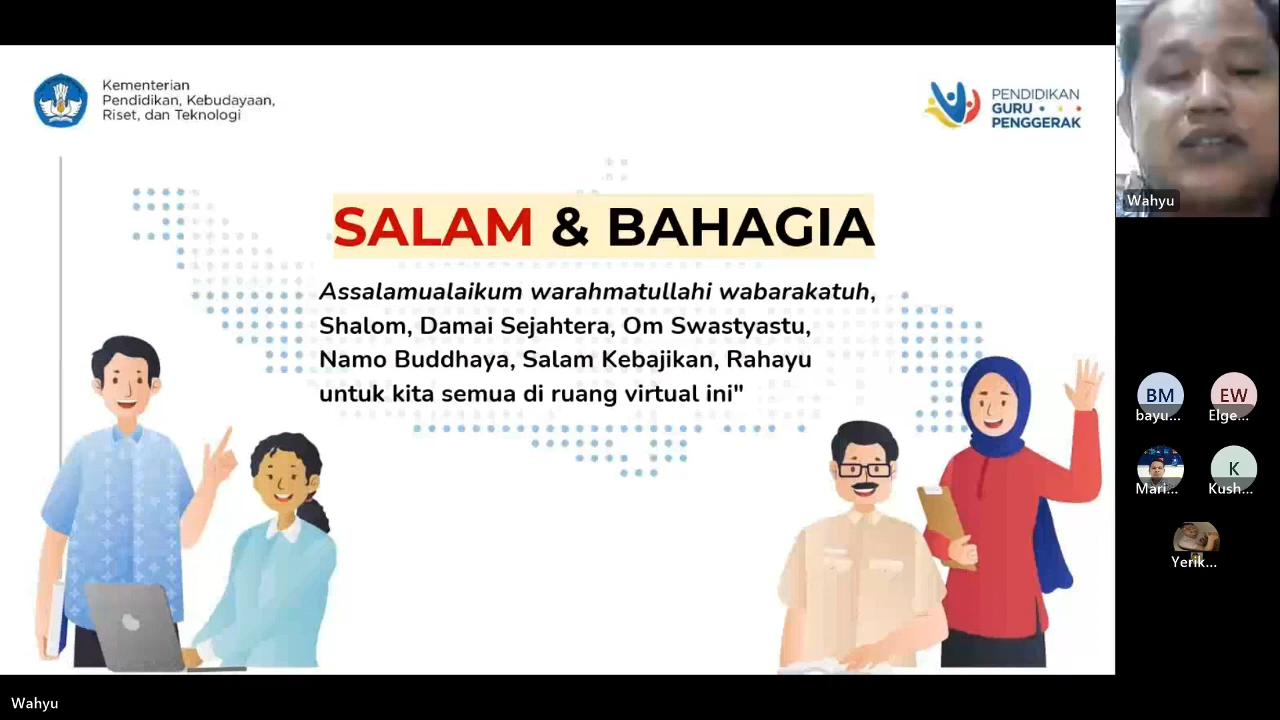 Kementerian
Pendidikan, Kebudayaan,
Riset, dan Teknologi
PENDIDIKAN
GURU
PENGGERAK
SALAM & BAHAGIA
Assalamualaikum warahmatullahi wabarakatuh,
Shalom, Damai Sejahtera, Om Swastyastu,
Namo Buddhaya, Salam Kebajikan, Rahayu
untuk kita semua di ruang virtual ini"
Wahyu
BM
bayu...
EW
Elge...
Mari...
K
Kush...
Yerik...
Wahyu